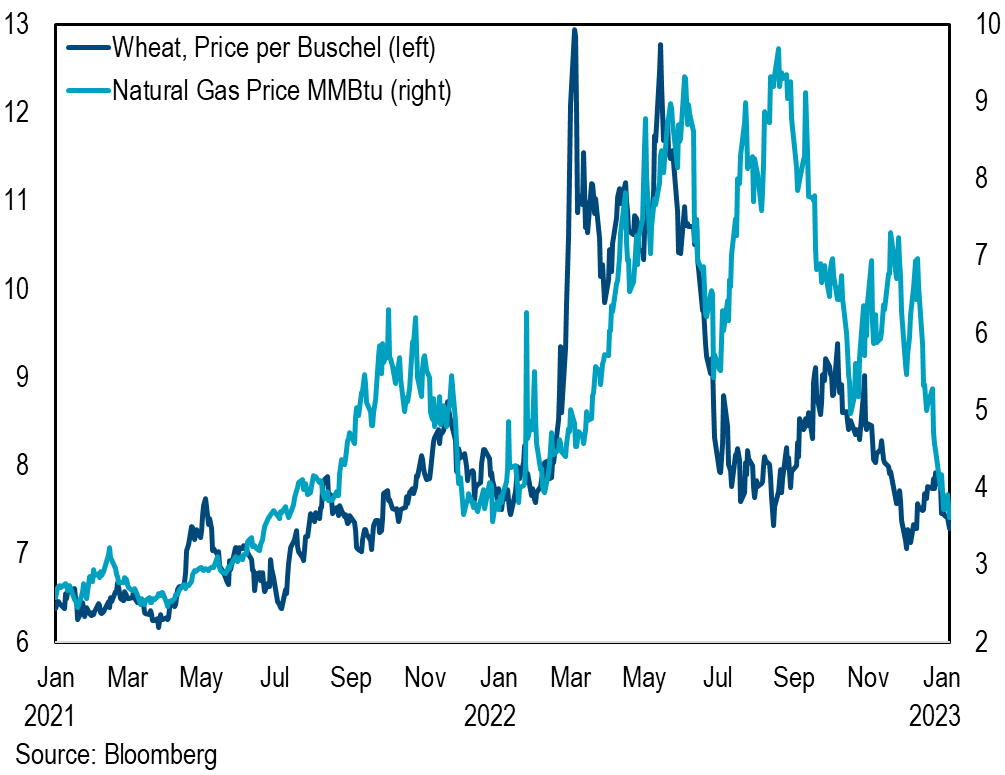 13 10
Wheat, Price per Buschel (left)
Natural Gas Price MMBtu (right)
12 9
11 8
10 7
9 6
5
8 4
7 3
6 2
Jan Mar May Jul Sep Nov Jan Mar May Jul Sep Nov Jan
2021 2022 2023
Source: Bloomberg